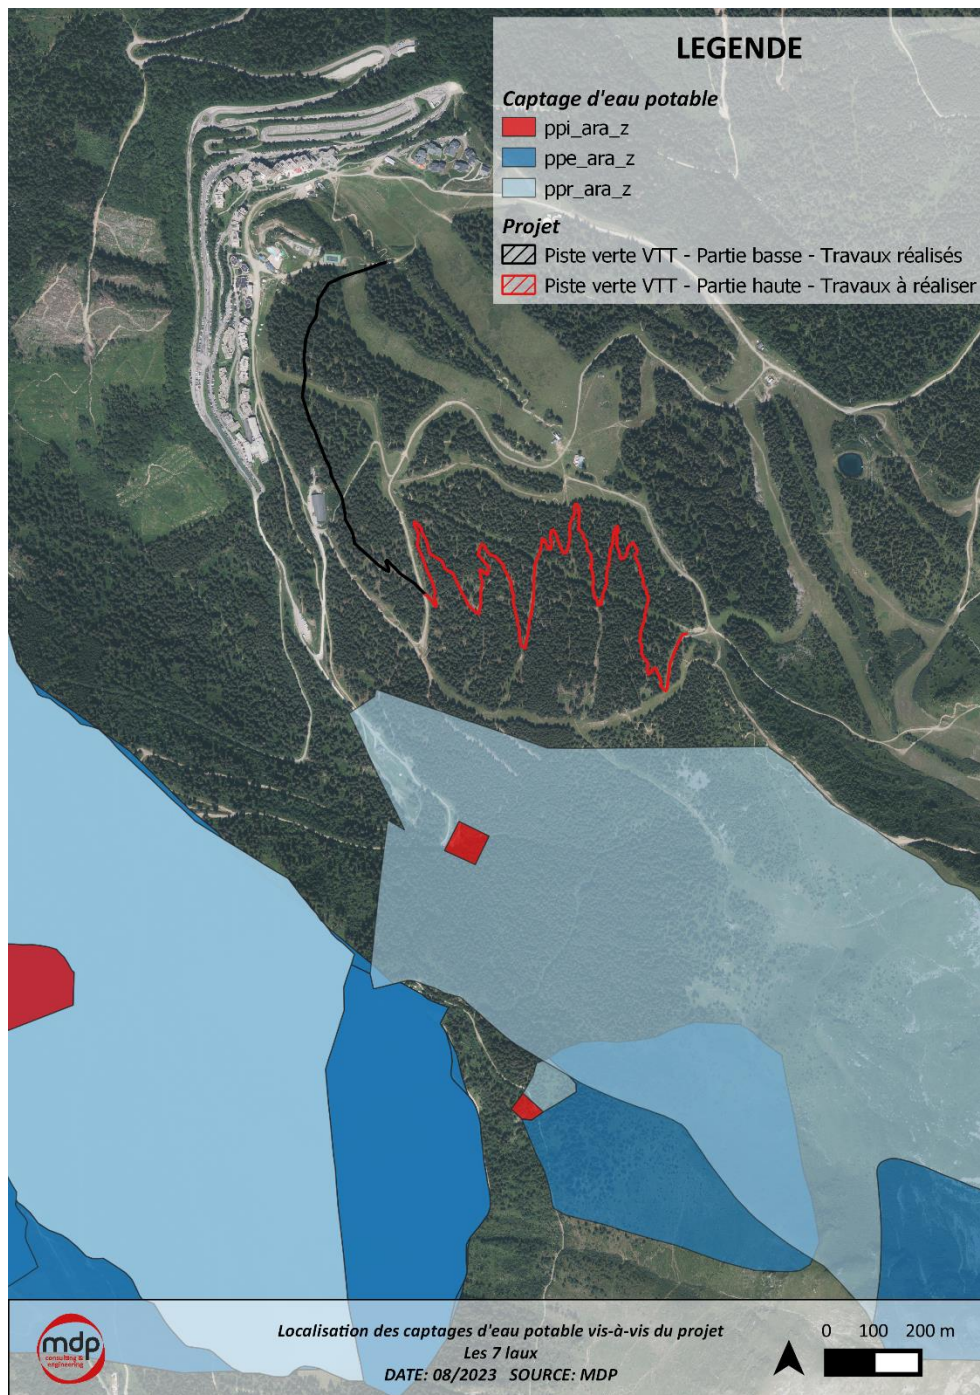 LEGENDE
Captage d'eau potable
ppi_ara_z
ppe_ara_z
ppr_ara_z
Projet
Piste verte VTT - Partie basse - Travaux réalisés
Piste verte VTT - Partie haute - Travaux à réaliser
mdp
consulting &
engineering
Localisation des captages d'eau potable vis-à-vis du projet
Les 7 laux
DATE: 08/2023 SOURCE: MDP
0 100 200 m